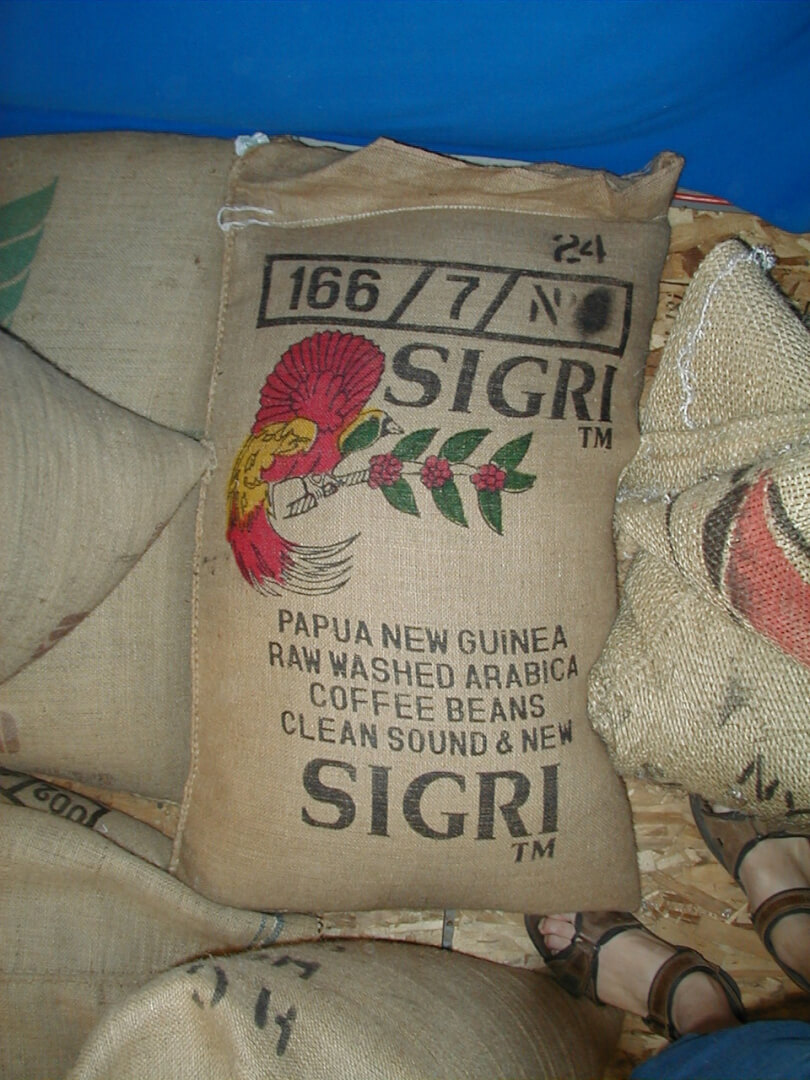 24
166/7/Nº
SIGRI
TM
PAPUA NEW GUINEA
RAW WASHED ARABICA
COFFEE BEANS
CLEAN SOUND & NEW
SIGRI
TM